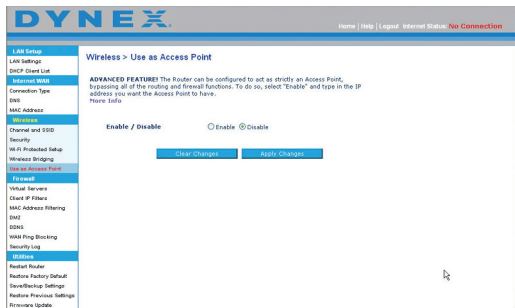 DYNEX
Home | Help | Logout Internet Status: No Connection
LAN Setup
LAN Settings
DHCP Client List
Internet WAN
Connection Type
DNS
MAC Address
Wireless
Channel and SSID
Security
Wi-Fi Protected Setup
Wireless Bridging
Use as Access Point
Firewall
Virtual Servers
Client IP Filters
MAC Address Filtering
DMZ
DDNS
WAN Ping Blocking
Security Log
Utilities
Restart Router
Restore Factory Default
Save/Backup Settings
Restore Previous Settings
Firmware Update
Wireless > Use as Access Point
ADVANCED FEATURE! The Router can be configured to act as strictly an Access Point,
bypassing all of the routing and firewall functions. To do so, select "Enable" and type in the IP
address you want the Access Point to have.
More Info
Enable / Disable Enable Disable
Clear Changes Apply Changes